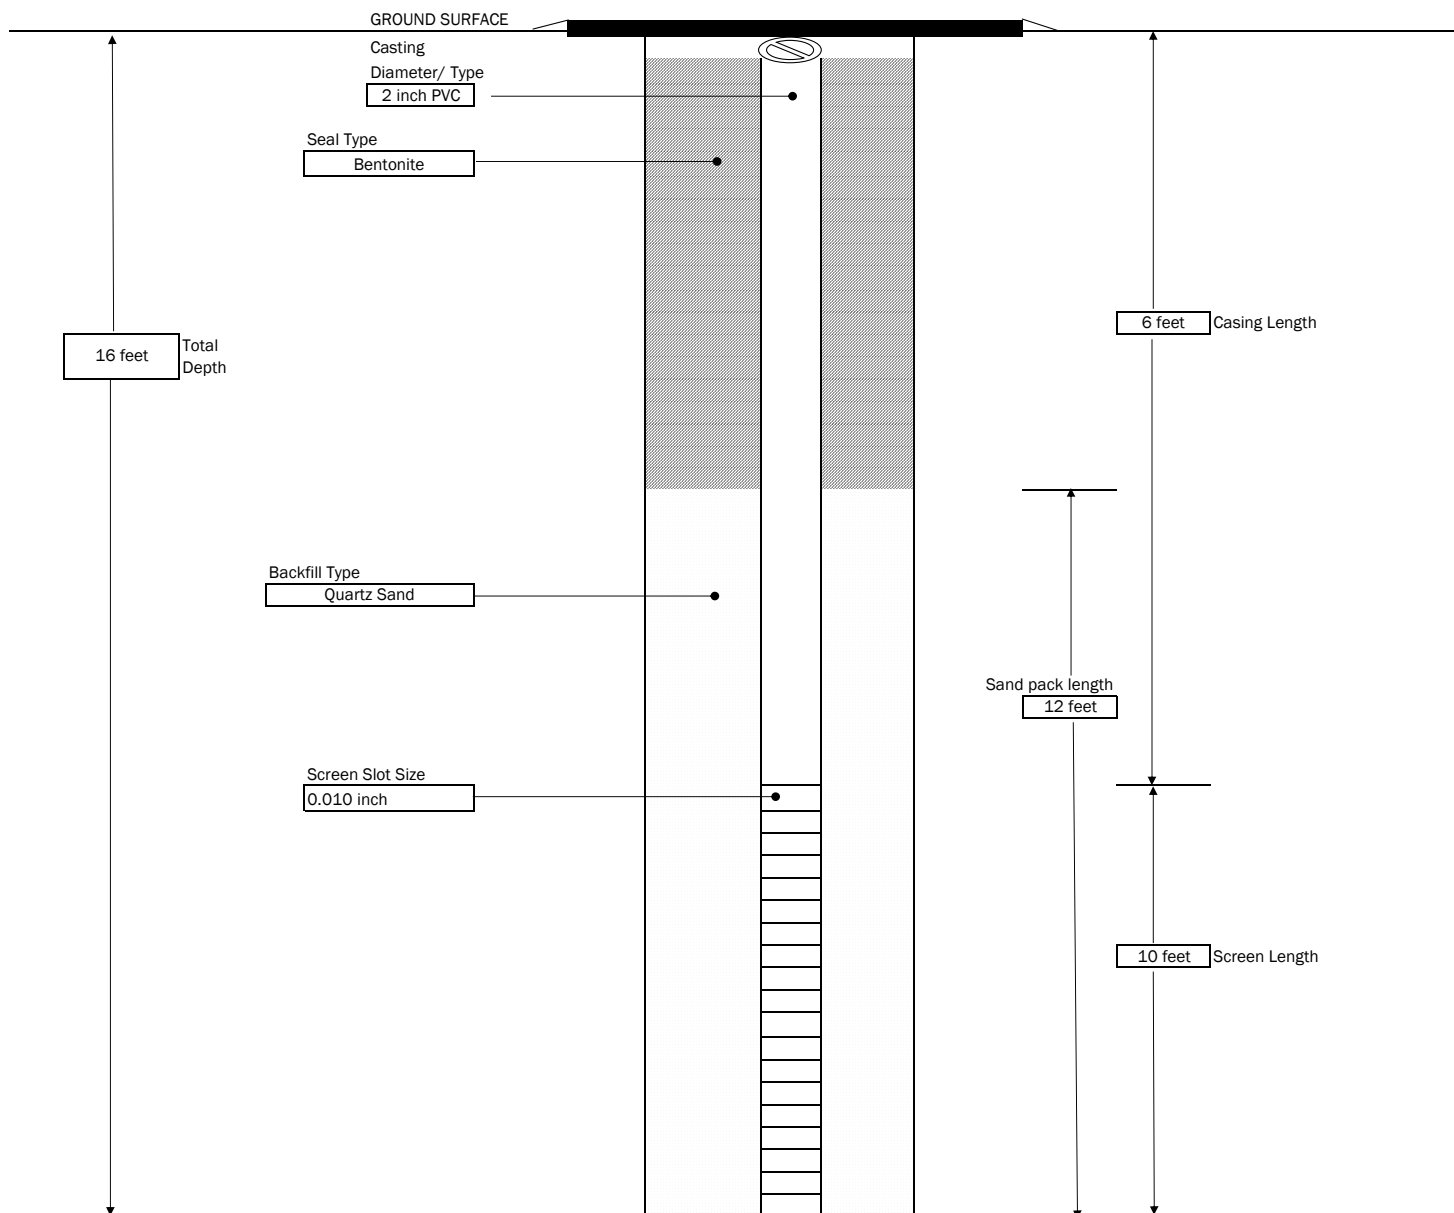 GROUND SURFACE
Casting
Diameter/ Type
2 inch PVC
Seal Type
Bentonite
6 feet Casing Length
16 feet
Total
Depth
Backfill Type
Quartz Sand
Sand pack length
12 feet
Screen Slot Size
0.010 inch
10 feet Screen Length